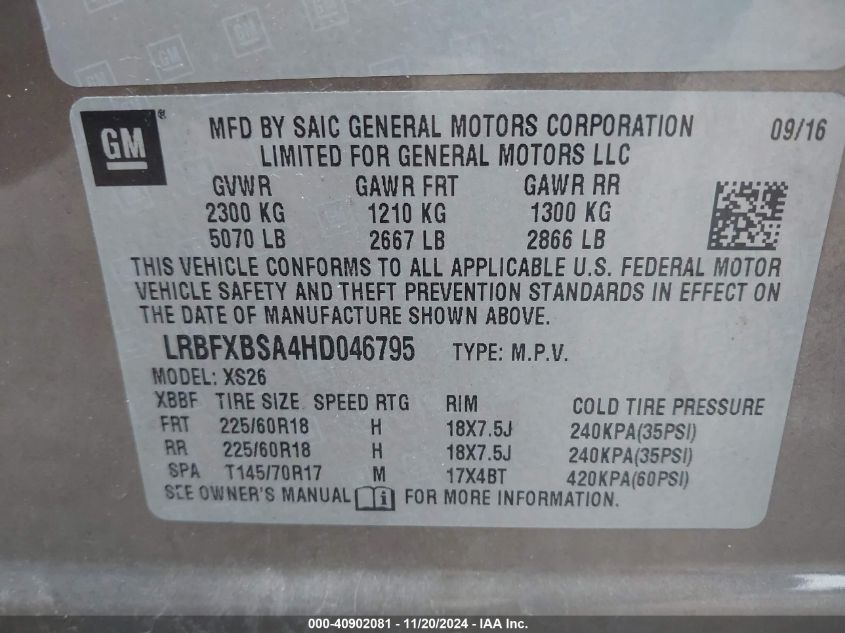 GM
MFD BY SAIC GENERAL MOTORS CORPORATION 09/16
LIMITED FOR GENERAL MOTORS LLC
GVWR GAWR FRT GAWR RR
2300 KG 1210 KG 1300 KG
5070 LB 2667 LB 2866 LB
THIS VEHICLE CONFORMS TO ALL APPLICABLE U.S. FEDERAL MOTOR
VEHICLE SAFETY AND THEFT PREVENTION STANDARDS IN EFFECT ON
THE DATE OF MANUFACTURE SHOWN ABOVE.
LRBFXBSA4HD046795 TYPE: M.P.V.
MODEL: XS26
XBBF TIRE SIZE SPEED RTG RIM COLD TIRE PRESSURE
FRT 225/60R18 H 18X7.5J 240KPA(35PSI)
RR 225/60R18 H 18X7.5J 240KPA(35PSI)
SPA T145/70R17 M 17X4BT 420KPA(60PSI)
SEE OWNER'S MANUAL i FOR MORE INFORMATION.
000-40902081 - 11/20/2024 - IAA Inc.